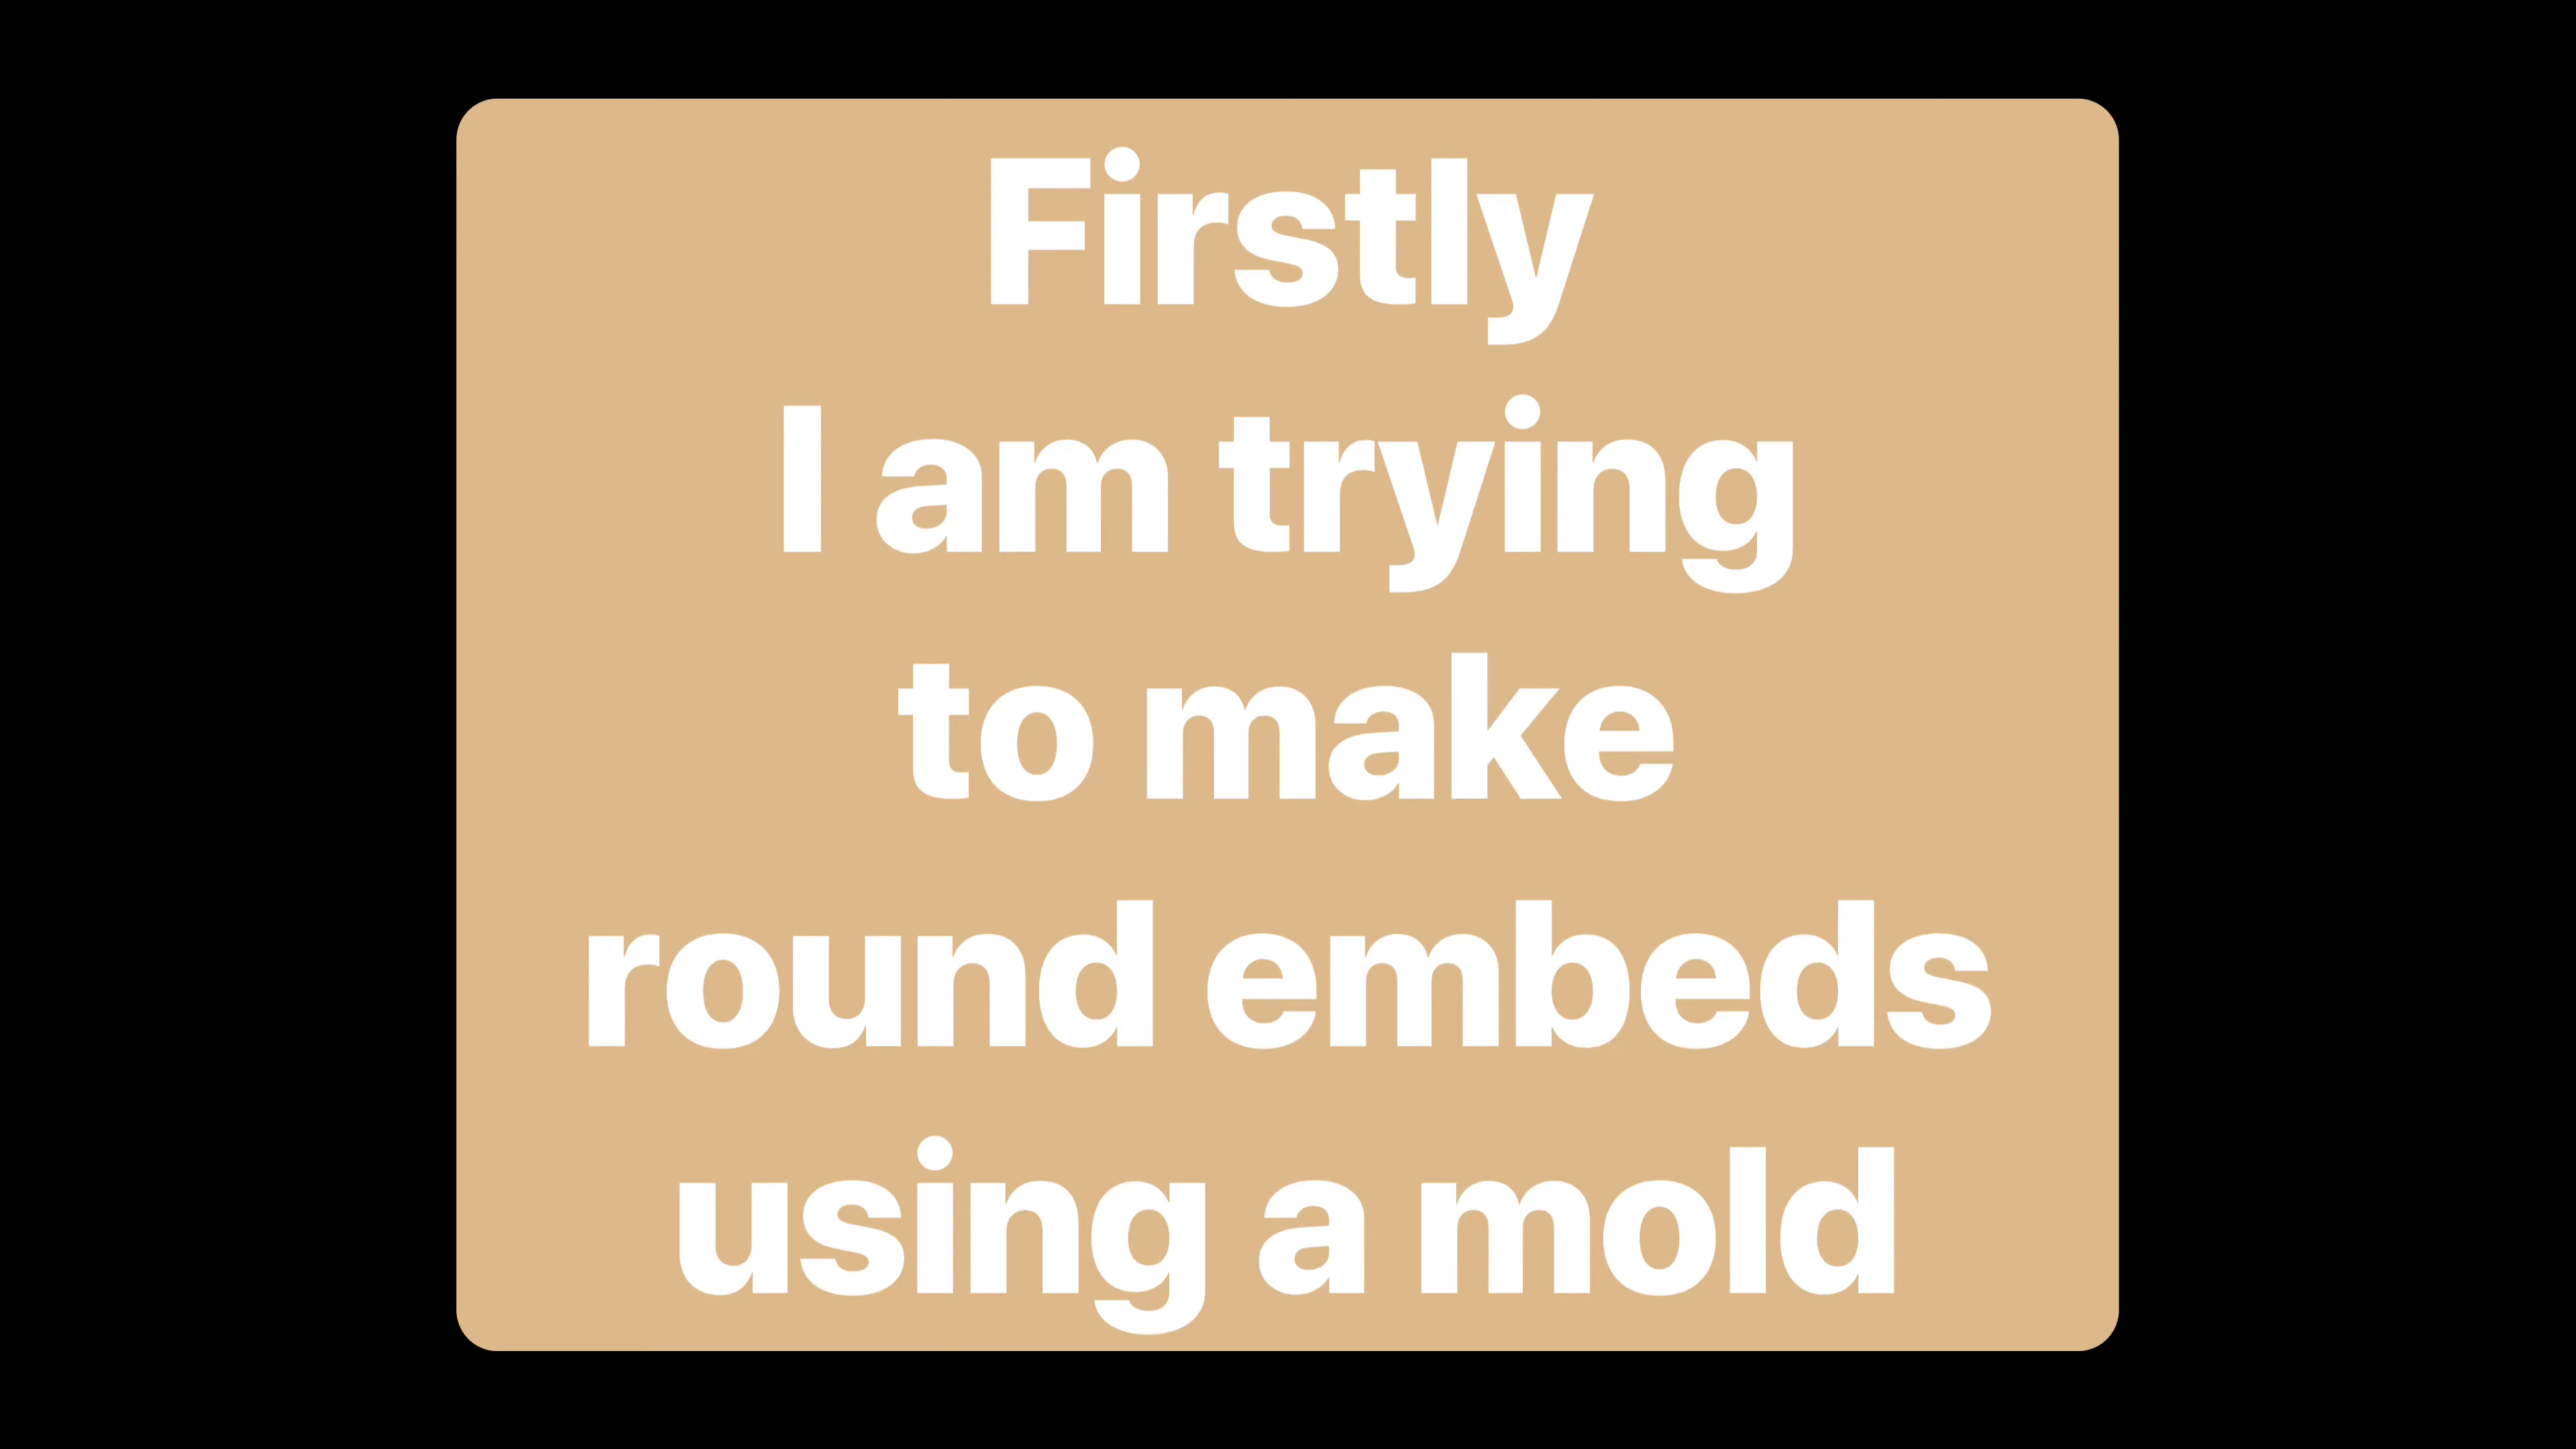 Firstly
I am trying
to make
round embeds
using a mold